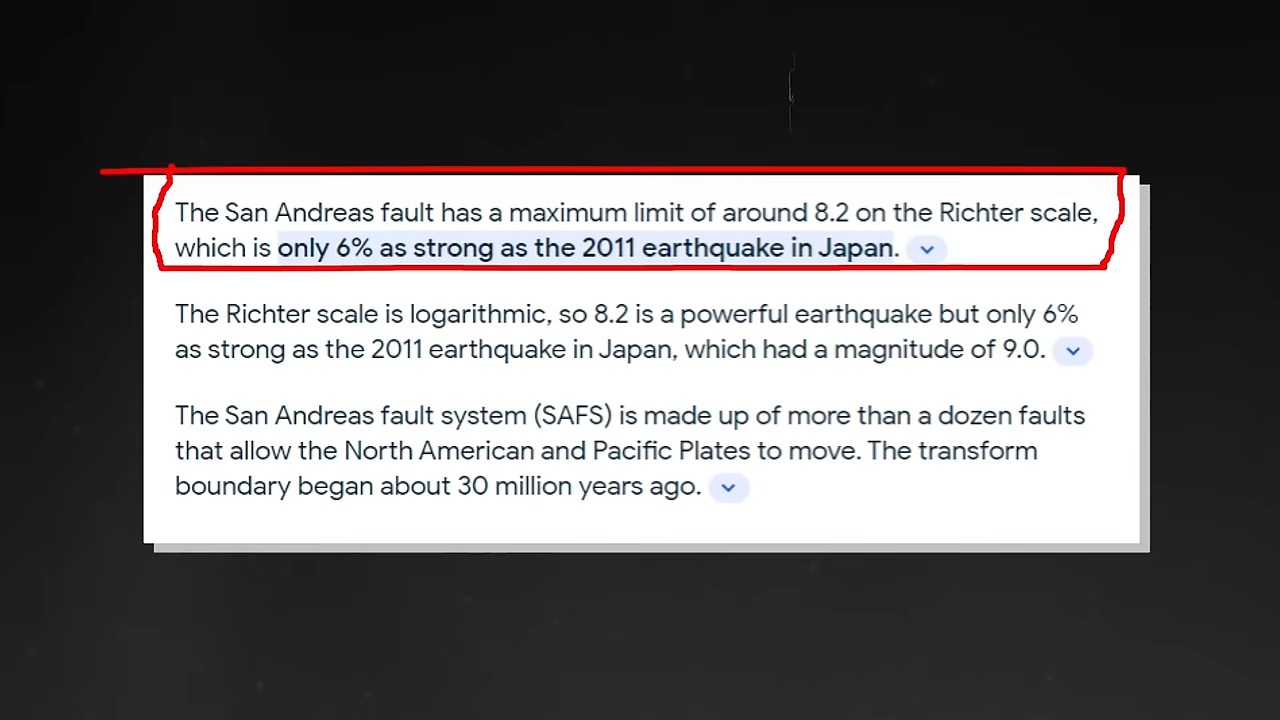 The San Andreas fault has a maximum limit of around 8.2 on the Richter scale,
which is only 6% as strong as the 2011 earthquake in Japan.
The Richter scale is logarithmic, so 8.2 is a powerful earthquake but only 6%
as strong as the 2011 earthquake in Japan, which had a magnitude of 9.0.
The San Andreas fault system (SAFS) is made up of more than a dozen faults
that allow the North American and Pacific Plates to move. The transform
boundary began about 30 million years ago.